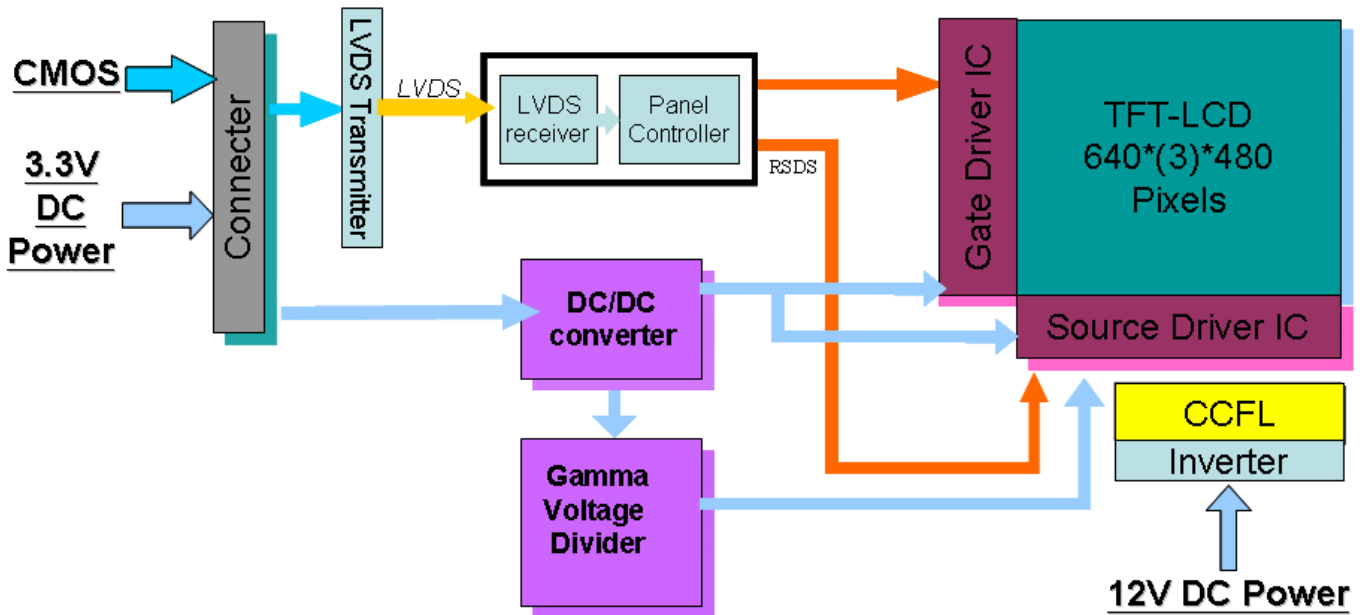 CMOS
3.3V
DC
Power
Connecter
LVDS Transmitter
LVDS
LVDS
receiver
Panel
Controller
RSDS
Gate Driver IC
TFT-LCD
640*(3)*480
Pixels
Source Driver IC
DC/DC
converter
Gamma
Voltage
Divider
CCFL
Inverter
12V DC Power